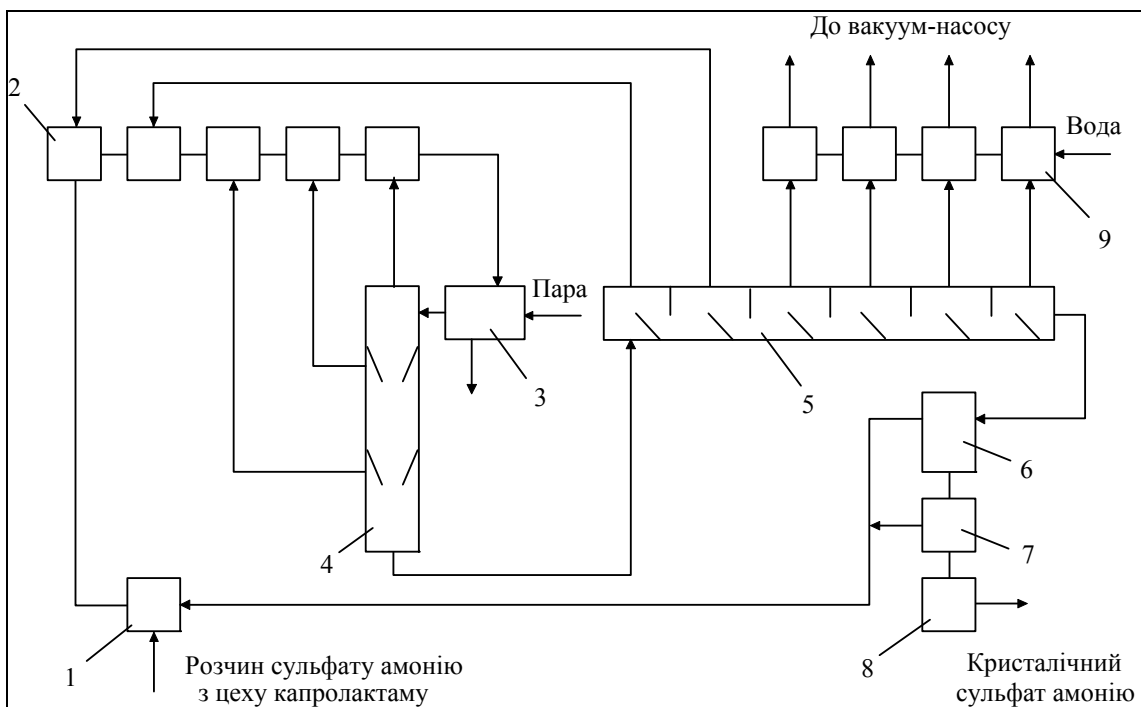 До вакуум-насосу
2
Вода
9
Пара
3
5
6
4
7
1
Розчин сульфату амонію
з цеху капролактаму
8
Кристалічний
сульфат амонію